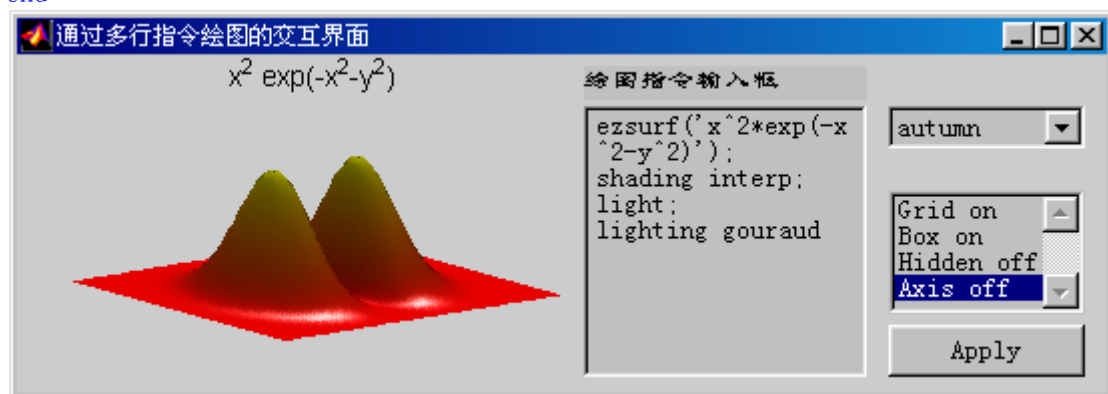 end
通过多行指令绘图的交互界面
x² exp(-x²-y²)
绘图指令输入框
ezsurf('x^2*exp(-x
^2-y^2)');
shading interp;
light;
lighting gouraud
autumn
Grid on
Box on
Hidden off
Axis off
Apply